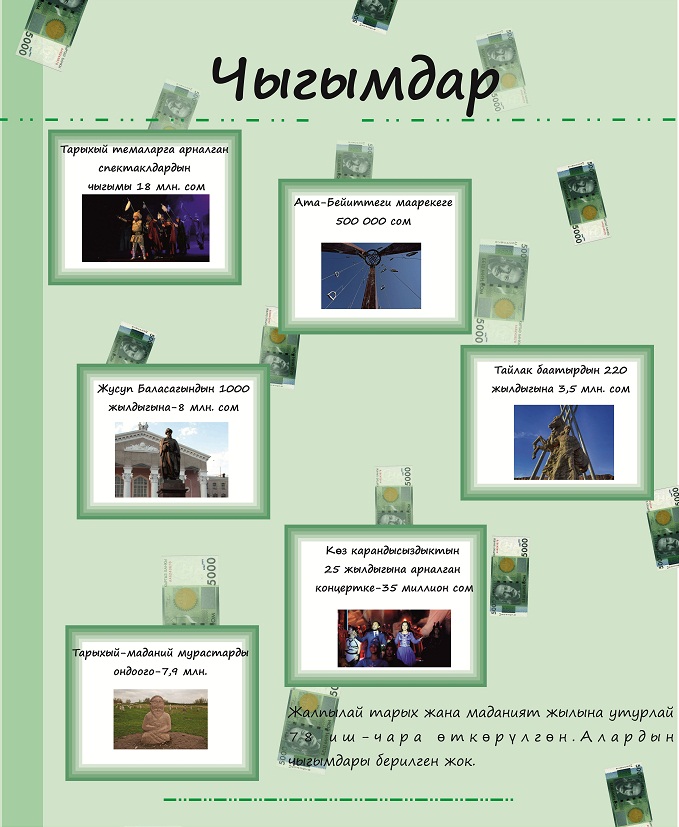 Чыгымдар
Тарыхый темаларга арналган
спектаклдардын
чыгымы 18 млн. сом
Ата-Бейиттеги маарекеге
500 000 сом
Жусуп Баласагындын 1000
жылдыгына-8 млн. сом
Тайлак баатырдын 220
жылдыгына 3,5 млн. сом
Көз карандысыздыктын
25 жылдыгына арналган
концертке-35 миллион сом
Тарыхый-маданий мурастарды
ондоого-7,9 млн.
Жалпылай тарых жана маданият жылына утурлай
78 иш-чара өткөрүлгөн.Алардын
чыгымдары берилген жок.
5000
5000
5000
5000
5000
5000